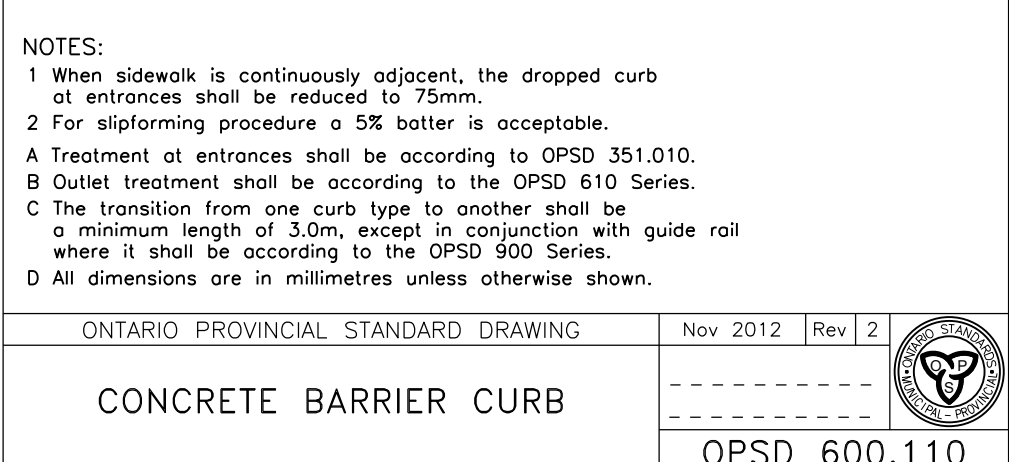 NOTES:
1 When sidewalk is continuously adjacent, the dropped curb
at entrances shall be reduced to 75mm.
2 For slipforming procedure a 5% batter is acceptable.
A Treatment at entrances shall be according to OPSD 351.010.
B Outlet treatment shall be according to the OPSD 610 Series.
C The transition from one curb type to another shall be
a minimum length of 3.0m, except in conjunction with guide rail
where it shall be according to the OPSD 900 Series.
D All dimensions are in millimetres unless otherwise shown.
ONTARIO PROVINCIAL STANDARD DRAWING
Nov 2012 Rev 2
ONTARIO STANDARDS
MUNICIPAL – PROVINCIAL
O P
S
CONCRETE BARRIER CURB
OPSD 600.110